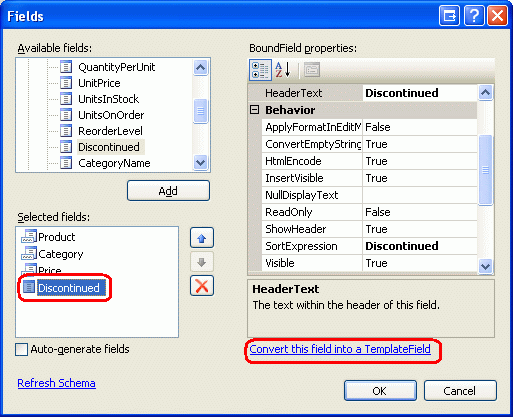 Fields
Available fields:
QuantityPerUnit
UnitPrice
UnitsInStock
UnitsOnOrder
ReorderLevel
Discontinued
CategoryName
Add
Selected fields:
Product
Category
Price
Discontinued
Auto-generate fields
Refresh Schema
BoundField properties:
HeaderText Discontinued
Behavior
ApplyFormatInEditM False
ConvertEmptyString True
HtmlEncode True
InsertVisible True
NullDisplayText
ReadOnly False
ShowHeader True
SortExpression Discontinued
Visible True
HeaderText
The text within the header of this field.
Convert this field into a TemplateField
OK Cancel